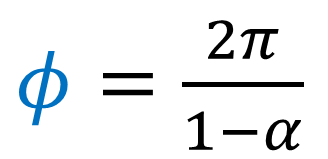 ϕ = 2π / (1−α)